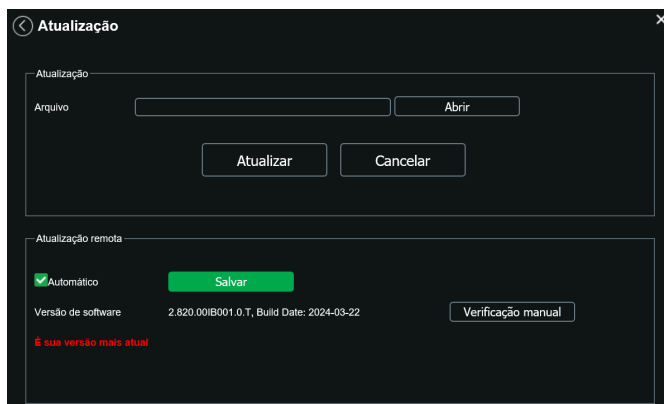 Atualização
Atualização
Arquivo
Abrir
Atualizar
Cancelar
Atualização remota
Automático
Salvar
Versão de software
2.820.00IB001.0.T, Build Date: 2024-03-22
Verificação manual
É sua versão mais atual